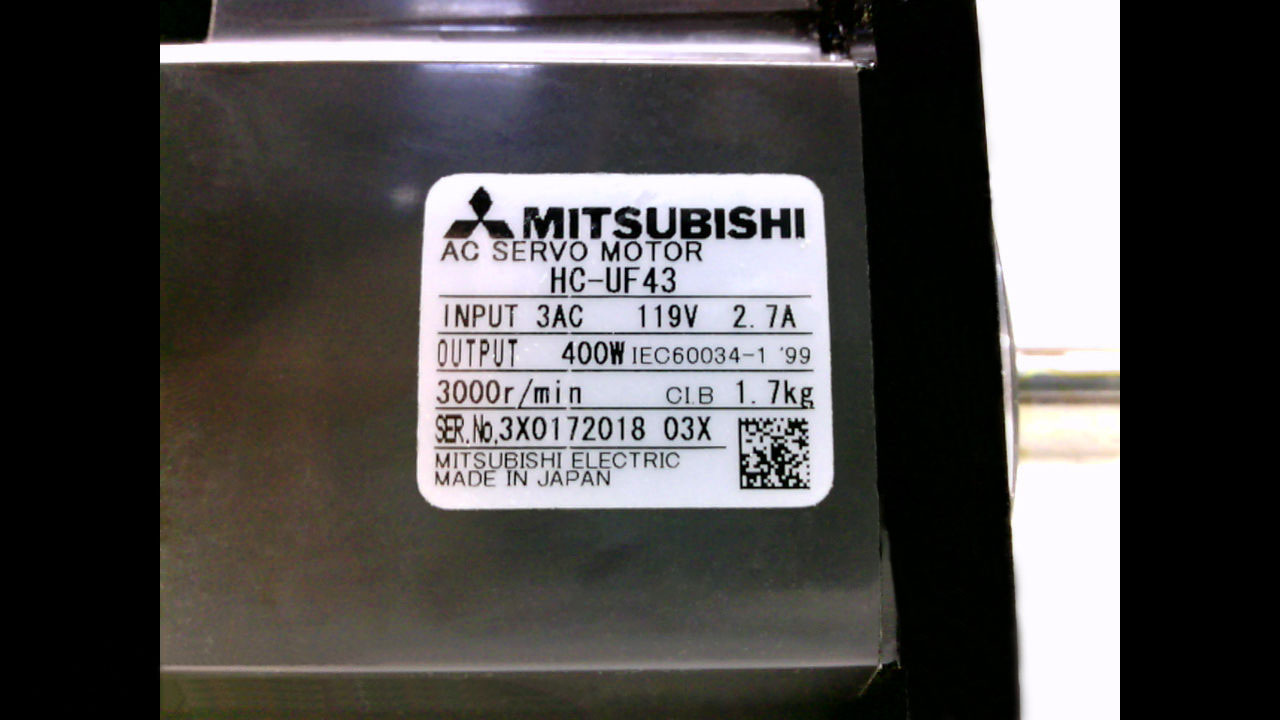 MITSUBISHI
AC SERVO MOTOR
HC-UF43
INPUT 3AC 119V 2.7A
OUTPUT 400W IEC60034-1 '99
3000r/min CI.B 1.7kg
SER.No.3X0172018 03X
MITSUBISHI ELECTRIC
MADE IN JAPAN